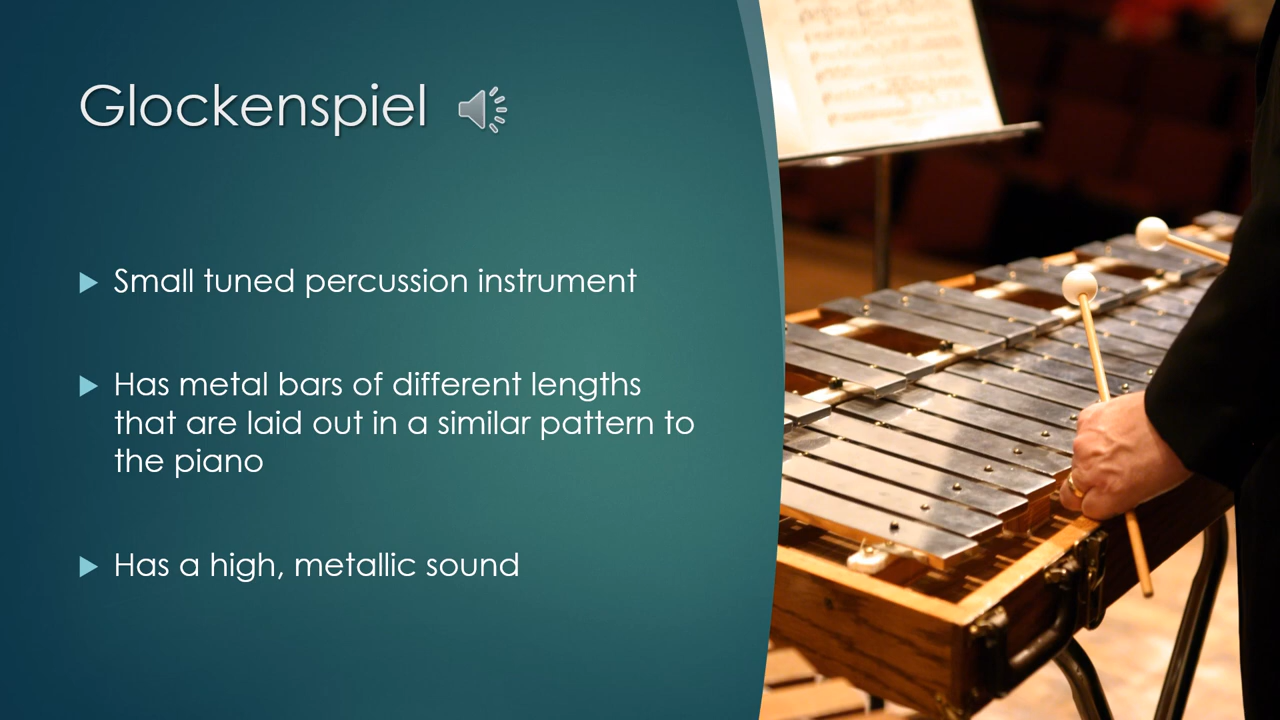 Glockenspiel
Small tuned percussion instrument
Has metal bars of different lengths
that are laid out in a similar pattern to
the piano
Has a high, metallic sound